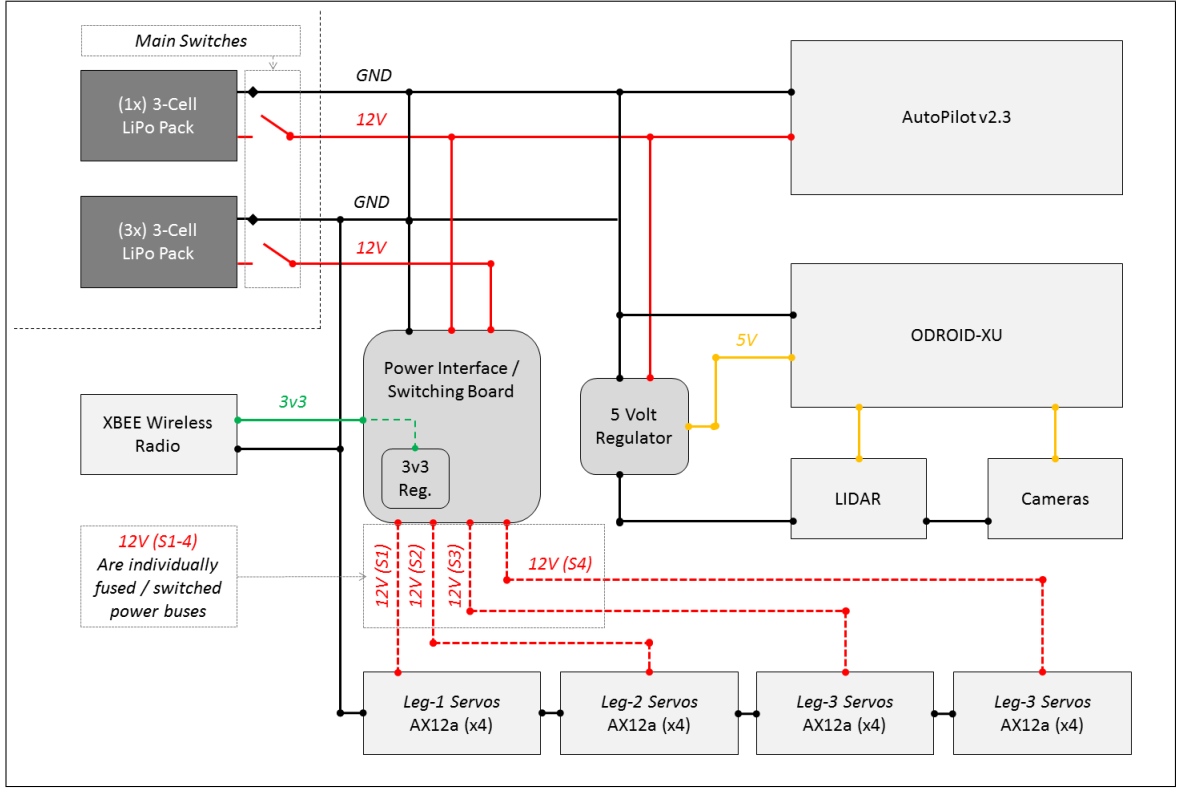 Main Switches
(1x) 3-Cell
LiPo Pack
GND
12V
AutoPilot v2.3
(3x) 3-Cell
LiPo Pack
GND
12V
Power Interface /
Switching Board
ODROID-XU
5V
5 Volt
Regulator
XBEE Wireless
Radio
3v3
3v3
Reg.
LIDAR
Cameras
12V (S1-4)
Are individually
fused / switched
power buses
12V (S1)
12V (S2)
12V (S3)
12V (S4)
Leg-1 Servos
AX12a (x4)
Leg-2 Servos
AX12a (x4)
Leg-3 Servos
AX12a (x4)
Leg-3 Servos
AX12a (x4)